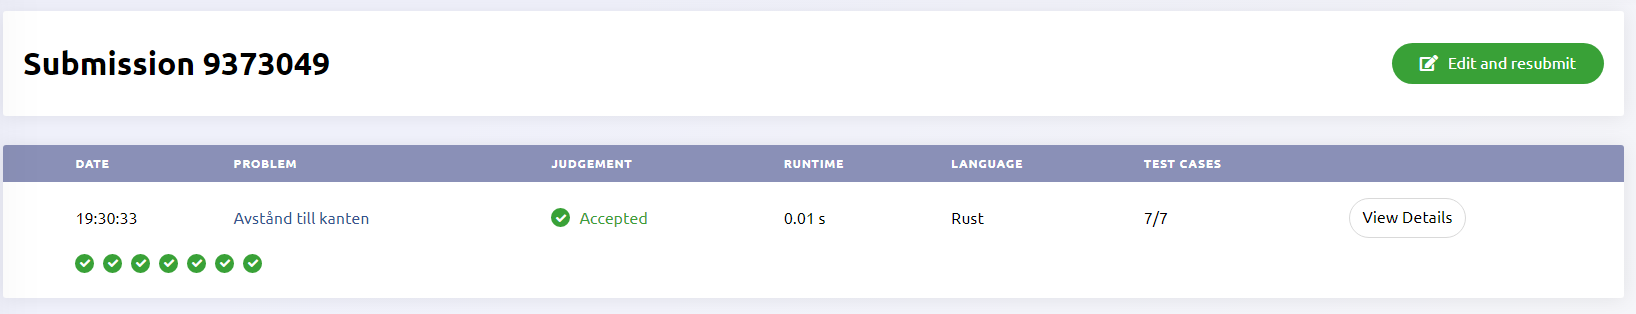 Submission 9373049
Edit and resubmit
DATE PROBLEM JUDGEMENT RUNTIME LANGUAGE TEST CASES
19:30:33 Avstånd till kanten Accepted 0.01 s Rust 7/7 View Details